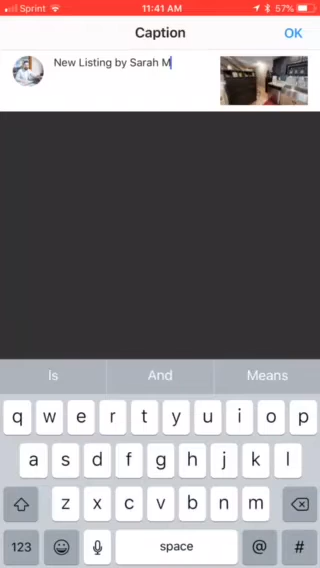 Sprint 11:41 AM 57%
Caption OK
New Listing by Sarah M
Is And Means
q w e r t y u i o p
a s d f g h j k l
z x c v b n m
123 space @ #